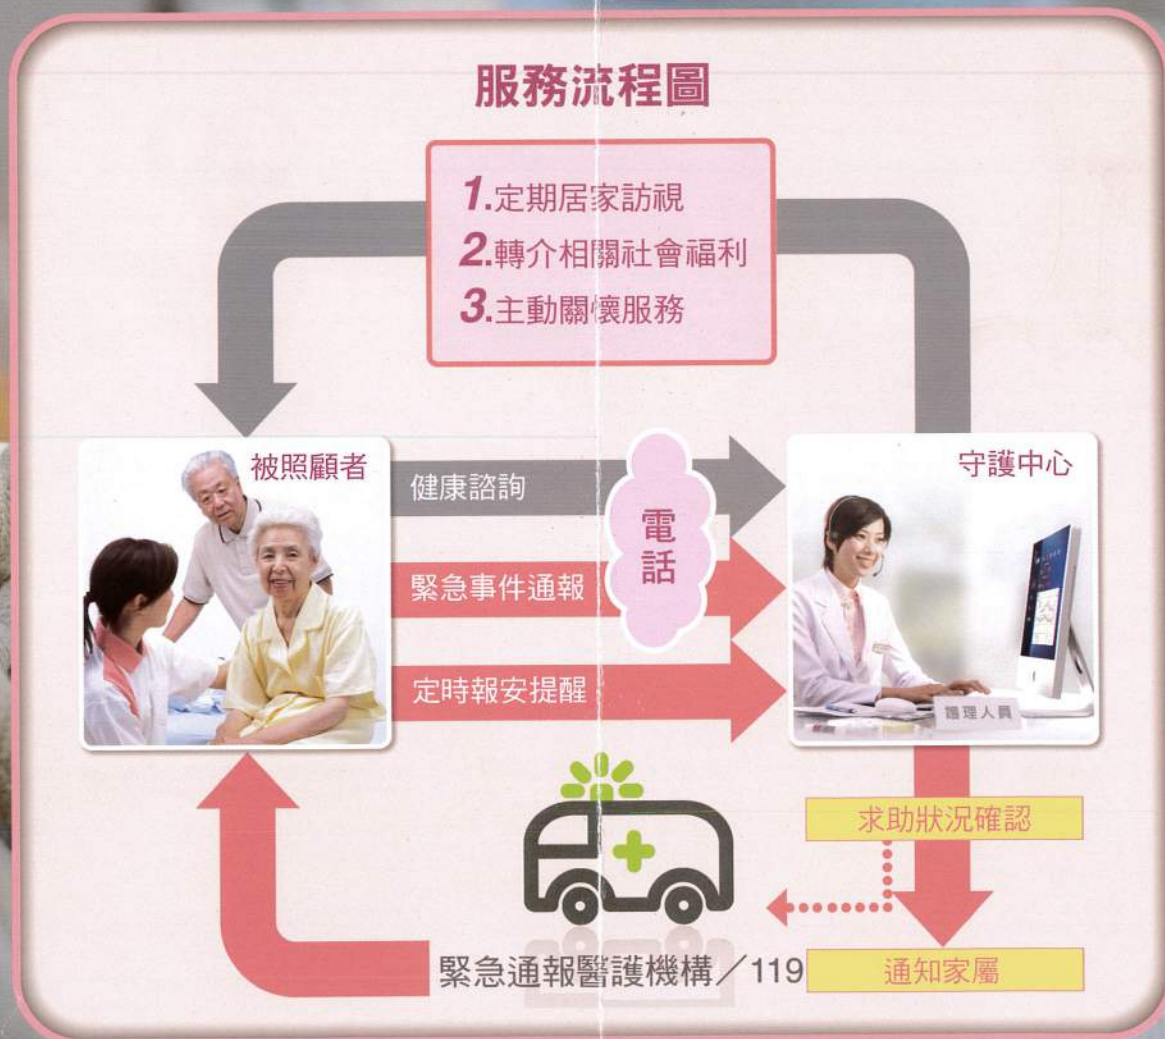 服務流程圖
1.定期居家訪視
2.轉介相關社會福利
3.主動關懷服務
被照顧者
健康諮詢
緊急事件通報
定時報安提醒
電
話
守護中心
護理人員
求助狀況確認
通知家屬
緊急通報醫護機構／119